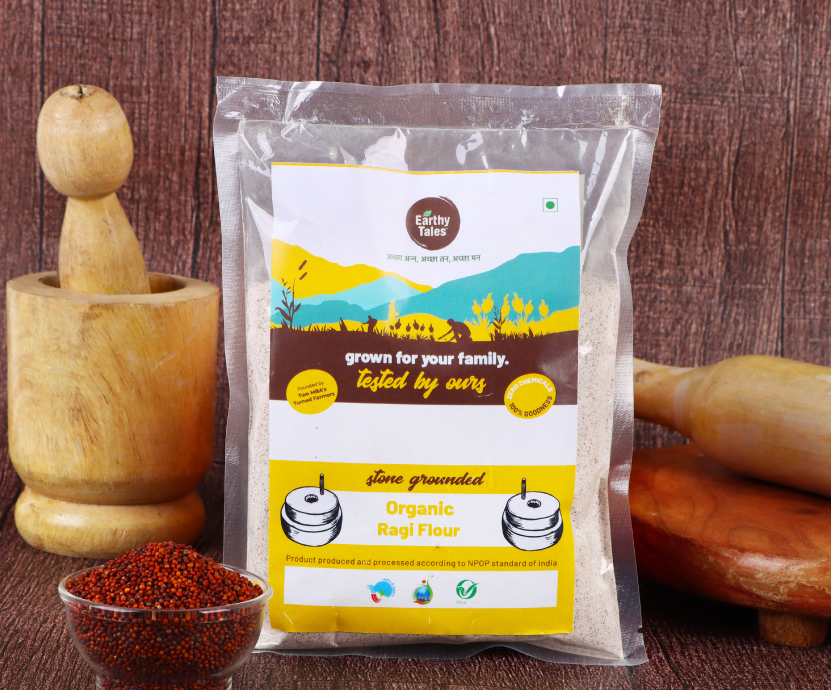 Earthy
Tales
अच्छा अन्न, अच्छा तन, अच्छा मन
grown for your family.
tested by ours
Founded by
Two MBA's
Turned Farmers
ZERO CHEMICALS
100% GOODNESS
stone grounded
Organic
Ragi Flour
Product produced and processed according to NPOP standard of India